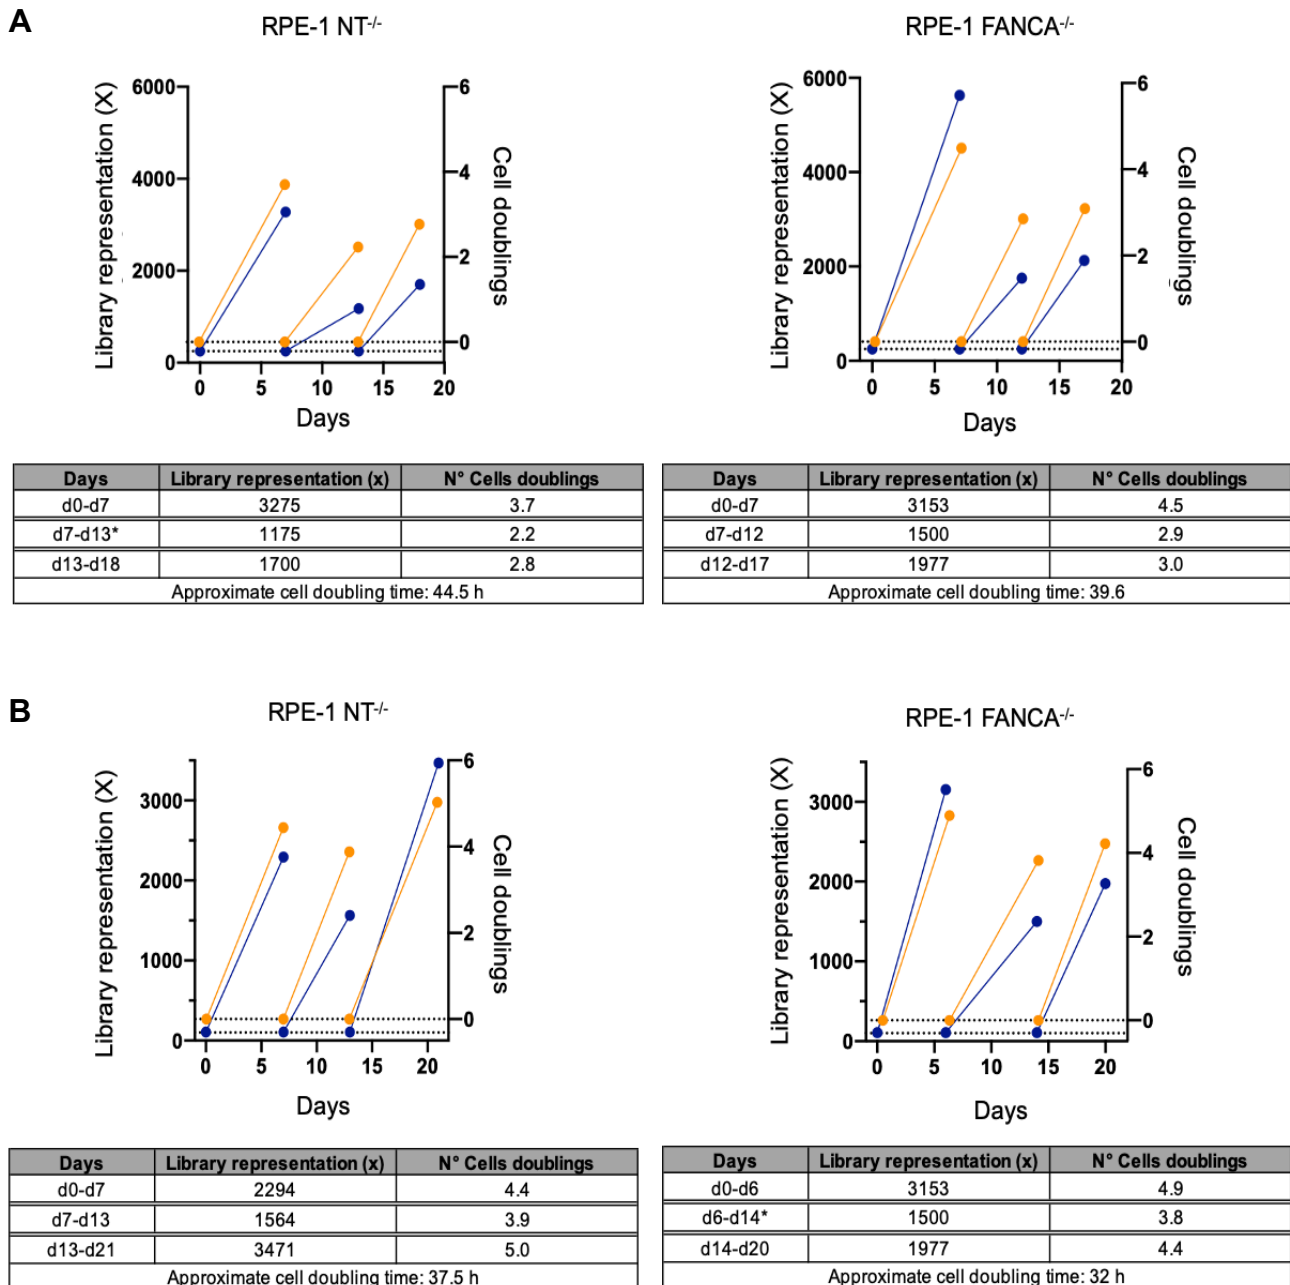 A
RPE-1 NT-/-
Library representation (X)
6000
4000
2000
0
6
4
2
0
Cell doublings
0 5 10 15 20
Days
RPE-1 FANCA-/-
Library representation (X)
6000
4000
2000
0
6
4
2
0
Cell doublings
0 5 10 15 20
Days
Days Library representation (x) N° Cells doublings
d0-d7 3275 3.7
d7-d13* 1175 2.2
d13-d18 1700 2.8
Approximate cell doubling time: 44.5 h
Days Library representation (x) N° Cells doublings
d0-d7 3153 4.5
d7-d12 1500 2.9
d12-d17 1977 3.0
Approximate cell doubling time: 39.6
B
RPE-1 NT-/-
Library representation (X)
3000
2000
1000
0
6
4
2
0
Cell doublings
0 5 10 15 20
Days
RPE-1 FANCA-/-
Library representation (X)
3000
2000
1000
0
6
4
2
0
Cell doublings
0 5 10 15 20
Days
Days Library representation (x) N° Cells doublings
d0-d7 2294 4.4
d7-d13 1564 3.9
d13-d21 3471 5.0
Approximate cell doubling time: 37.5 h
Days Library representation (x) N° Cells doublings
d0-d6 3153 4.9
d6-d14* 1500 3.8
d14-d20 1977 4.4
Approximate cell doubling time: 32 h